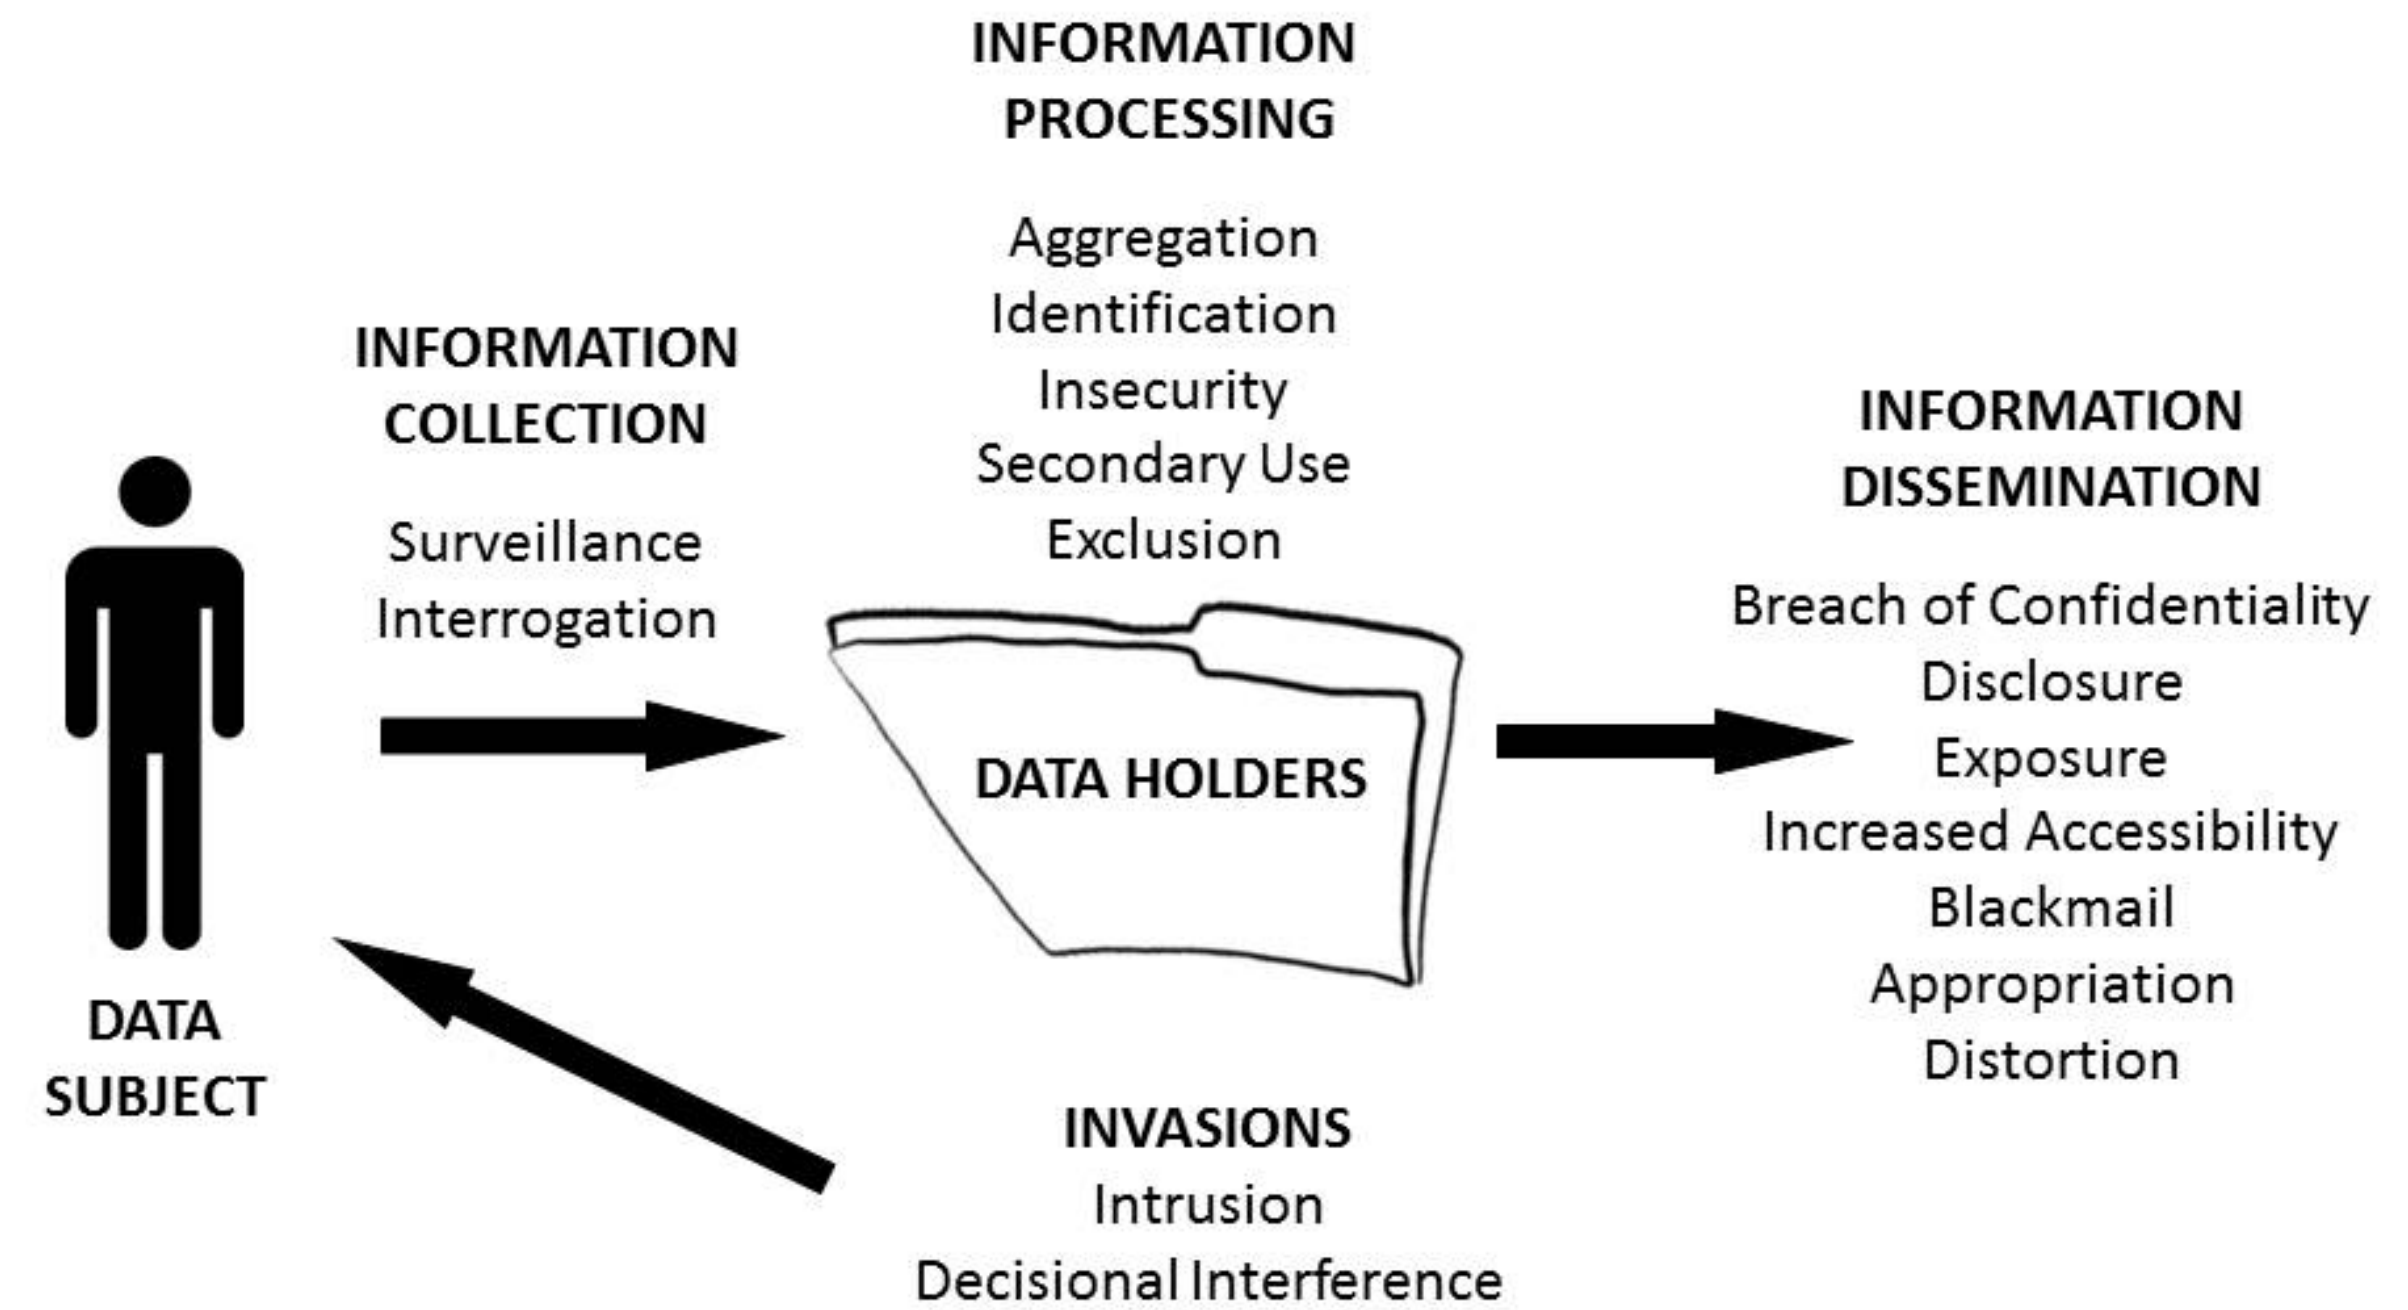 INFORMATION
PROCESSING
Aggregation
Identification
Insecurity
Secondary Use
Exclusion
INFORMATION
COLLECTION
Surveillance
Interrogation
INFORMATION
DISSEMINATION
Breach of Confidentiality
Disclosure
Exposure
Increased Accessibility
Blackmail
Appropriation
Distortion
DATA HOLDERS
DATA
SUBJECT
INVASIONS
Intrusion
Decisional Interference